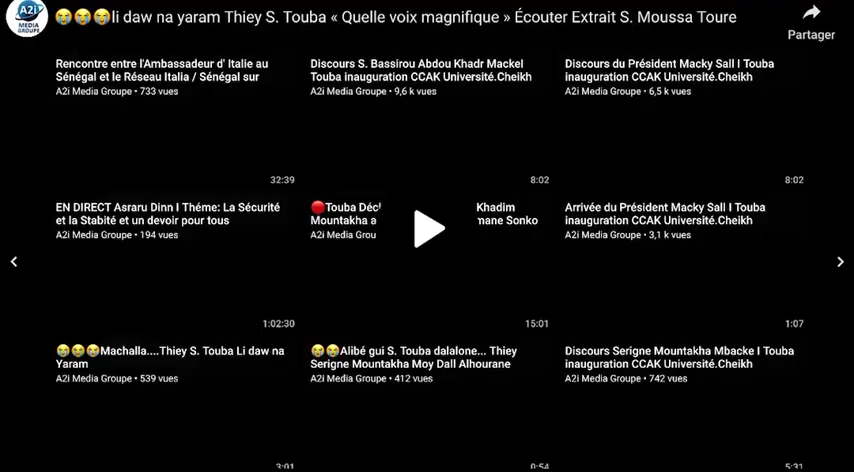 A2i
MEDIA
GROUPE
😭😭😭li daw na yaram Thiey S. Touba « Quelle voix magnifique » Écouter Extrait S. Moussa Toure
Partager
Rencontre entre l'Ambassadeur d' Italie au
Sénégal et le Réseau Italia / Sénégal sur
A2i Media Groupe • 733 vues
Discours S. Bassirou Abdou Khadr Mackel
Touba inauguration CCAK Université.Cheikh
A2i Media Groupe • 9,6 k vues
Discours du Président Macky Sall I Touba
inauguration CCAK Université.Cheikh
A2i Media Groupe • 6,5 k vues
32:39
8:02
8:02
EN DIRECT Asraru Dinn I Théme: La Sécurité
et la Stabité et un devoir pour tous
A2i Media Groupe • 194 vues
🔴Touba Khadim
Mountakha a Sonko
A2i Media
Arrivée du Président Macky Sall I Touba
inauguration CCAK Université.Cheikh
A2i Media Groupe • 3,1 k vues
1:02:30
15:01
1:07
😭😭😭Machalla....Thiey S. Touba Li daw na
Yaram
A2i Media Groupe • 539 vues
😭😭Alibé gui S. Touba dalalone... Thiey
Serigne Mountakha Moy Dall Alhourane
A2i Media Groupe • 412 vues
Discours Serigne Mountakha Mbacke I Touba
inauguration CCAK Université.Cheikh
A2i Media Groupe • 742 vues
3:01
0:54
5:31